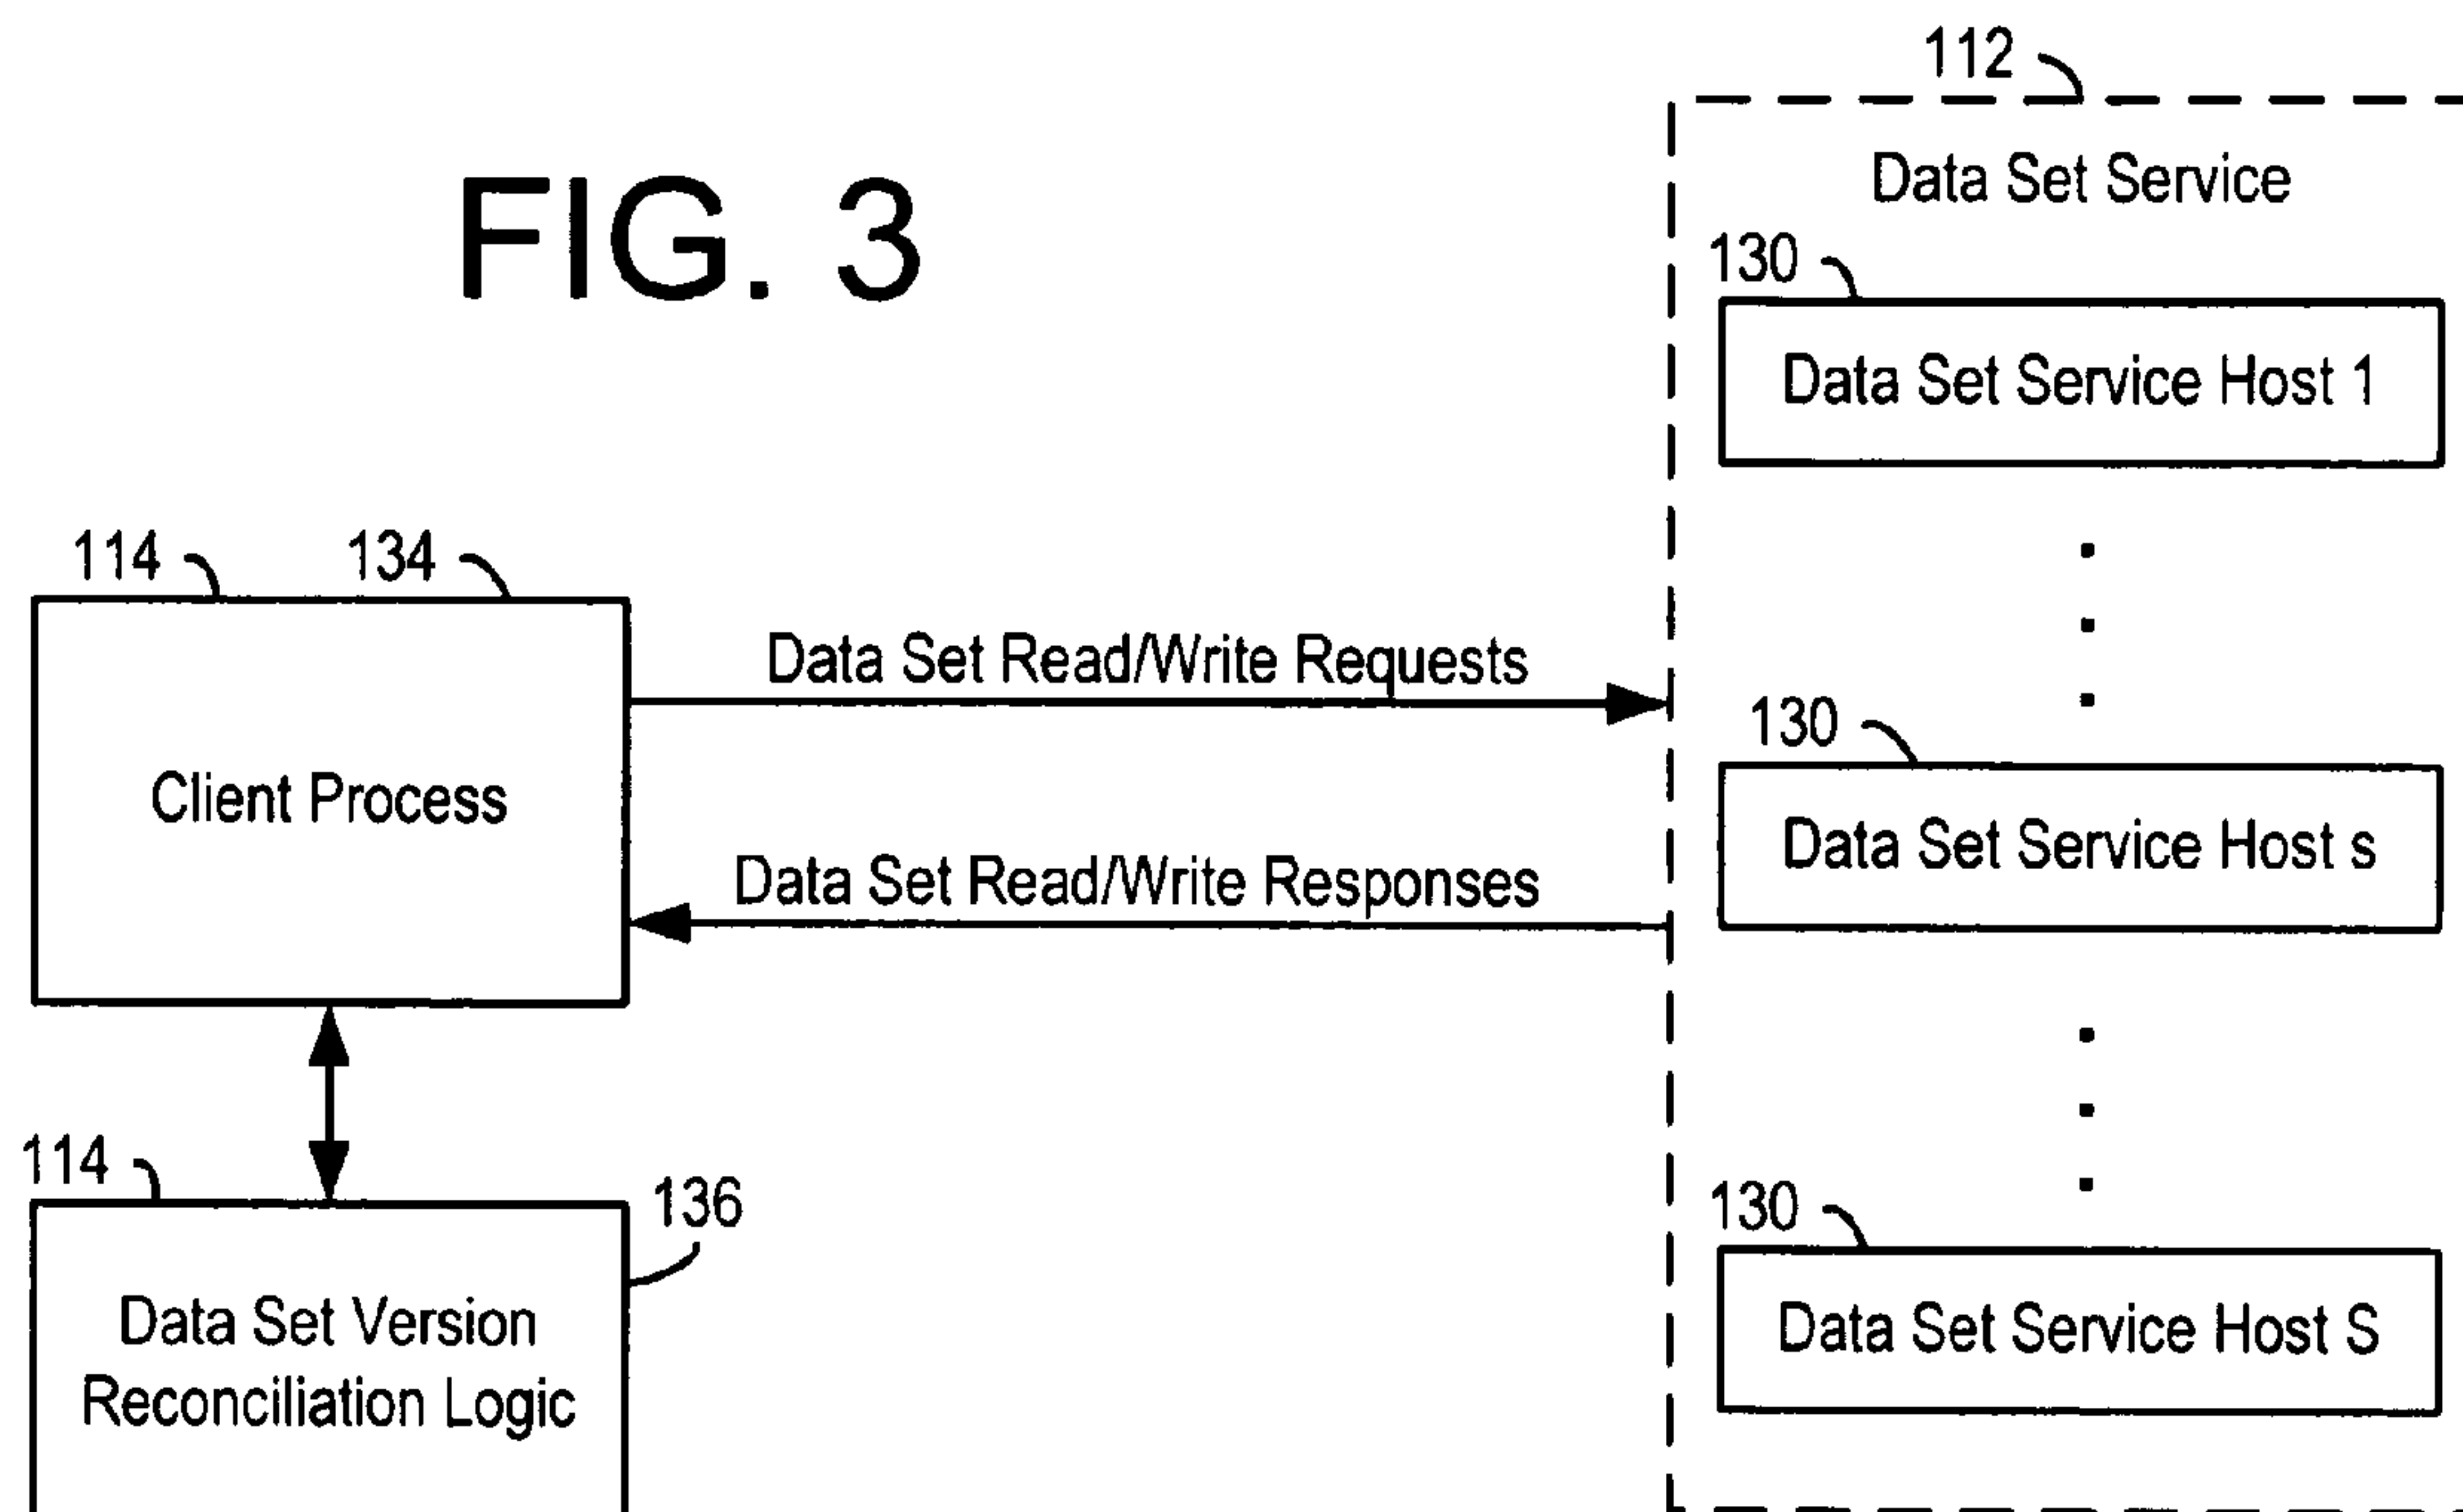 FIG. 3
112
Data Set Service
130
Data Set Service Host 1
114
134
Client Process
Data Set Read/Write Requests
Data Set Read/Write Responses
130
Data Set Service Host s
114
136
Data Set Version
Reconciliation Logic
130
Data Set Service Host S